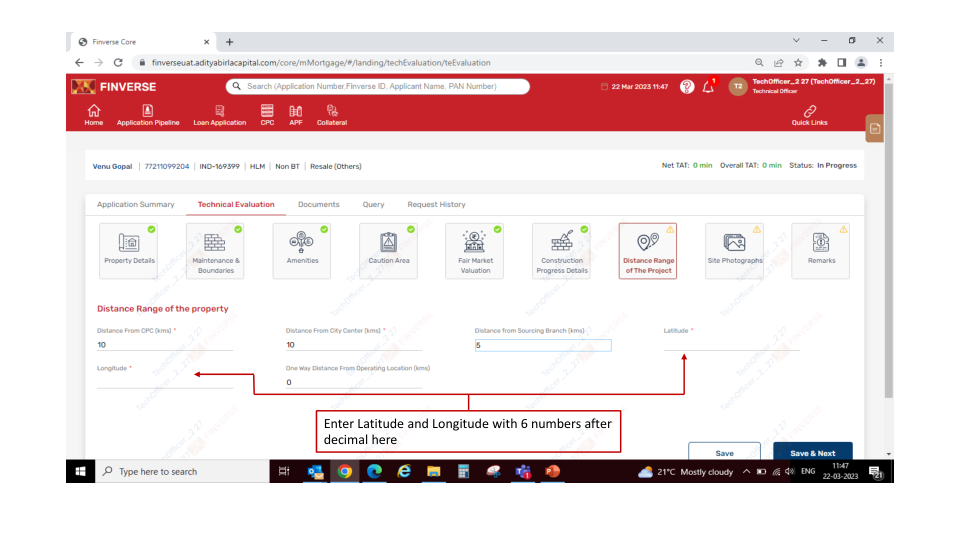 Finverse Core
finverseuat.adityabirlacapital.com/core/mMortgage/#/landing/techEvaluation/teEvaluation
FINVERSE
Search (Application Number,Finverse ID, Applicant Name, PAN Number)
22 Mar 2023 11:47
T2
TechOfficer_2 27 (TechOfficer_2_27)
Technical Officer
Home
Application Pipeline
Loan Application
CPC
APF
Collateral
Quick Links
Venu Gopal | 77211099204 | IND-169399 | HLM | Non BT | Resale (Others)
Net TAT: 0 min Overall TAT: 0 min Status: In Progress
Application Summary
Technical Evaluation
Documents
Query
Request History
Property Details
Maintenance &
Boundaries
Amenities
Caution Area
Fair Market
Valuation
Construction
Progress Details
Distance Range
of The Project
Site Photographs
Remarks
Distance Range of the property
Distance From CPC (kms) *
10
Distance From City Center (kms) *
10
Distance from Sourcing Branch (kms)
5
Latitude *
Longitude *
One Way Distance From Operating Location (kms)
0
Enter Latitude and Longitude with 6 numbers after
decimal here
Save
Save & Next
Type here to search
21°C Mostly cloudy
ENG
11:47
22-03-2023
21